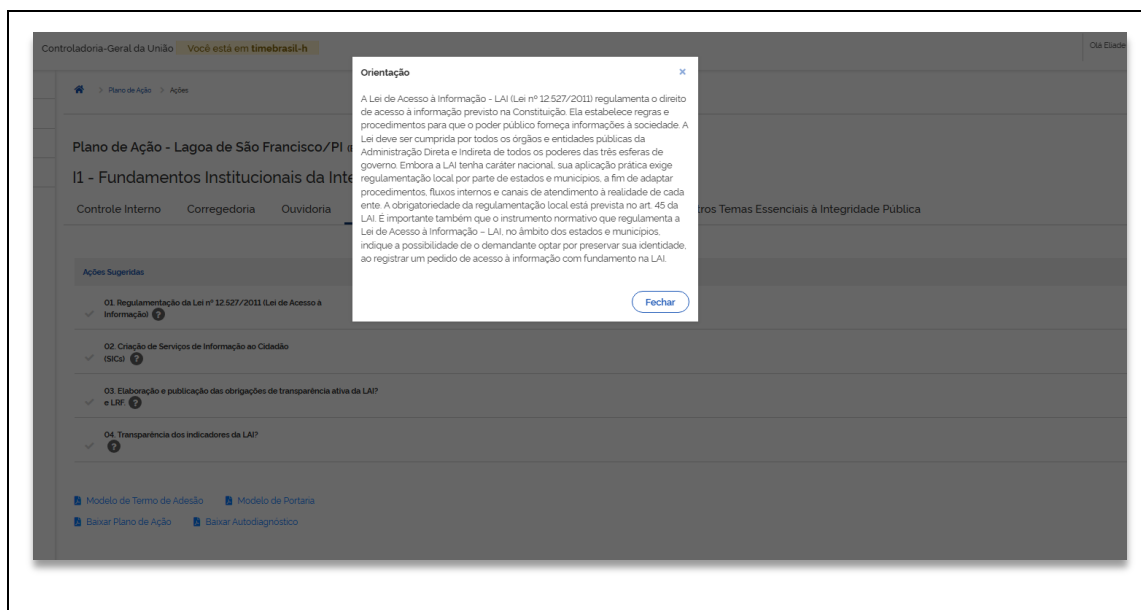 Controladoria-Geral da União Você está em timebrasil-h
Olá Eliade
Plano de Ação > Ações
Plano de Ação - Lagoa de São Francisco/PI
I1 - Fundamentos Institucionais da Inte
Controle Interno Corregedoria Ouvidoria
tros Temas Essenciais à Integridade Pública
Orientação ×
A Lei de Acesso à Informação - LAI (Lei nº 12.527/2011) regulamenta o direito
de acesso à informação previsto na Constituição. Ela estabelece regras e
procedimentos para que o poder público forneça informações à sociedade. A
Lei deve ser cumprida por todos os órgãos e entidades públicas da
Administração Direta e Indireta de todos os poderes das três esferas de
governo. Embora a LAI tenha caráter nacional, sua aplicação prática exige
regulamentação local por parte de estados e municípios, a fim de adaptar
procedimentos, fluxos internos e canais de atendimento à realidade de cada
ente. A obrigatoriedade da regulamentação local está prevista no art. 45 da
LAI. É importante também que o instrumento normativo que regulamenta a
Lei de Acesso à Informação – LAI, no âmbito dos estados e municípios,
indique a possibilidade de o demandante optar por preservar sua identidade,
ao registrar um pedido de acesso à informação com fundamento na LAI.
Fechar
Ações Sugeridas
01. Regulamentação da Lei nº 12.527/2011 (Lei de Acesso à
Informação) ?
02. Criação de Serviços de Informação ao Cidadão
(SICs) ?
03. Elaboração e publicação das obrigações de transparência ativa da LAI?
e LRF. ?
04. Transparência dos indicadores da LAI?
?
Modelo de Termo de Adesão Modelo de Portaria
Baixar Plano de Ação Baixar Autodiagnóstico